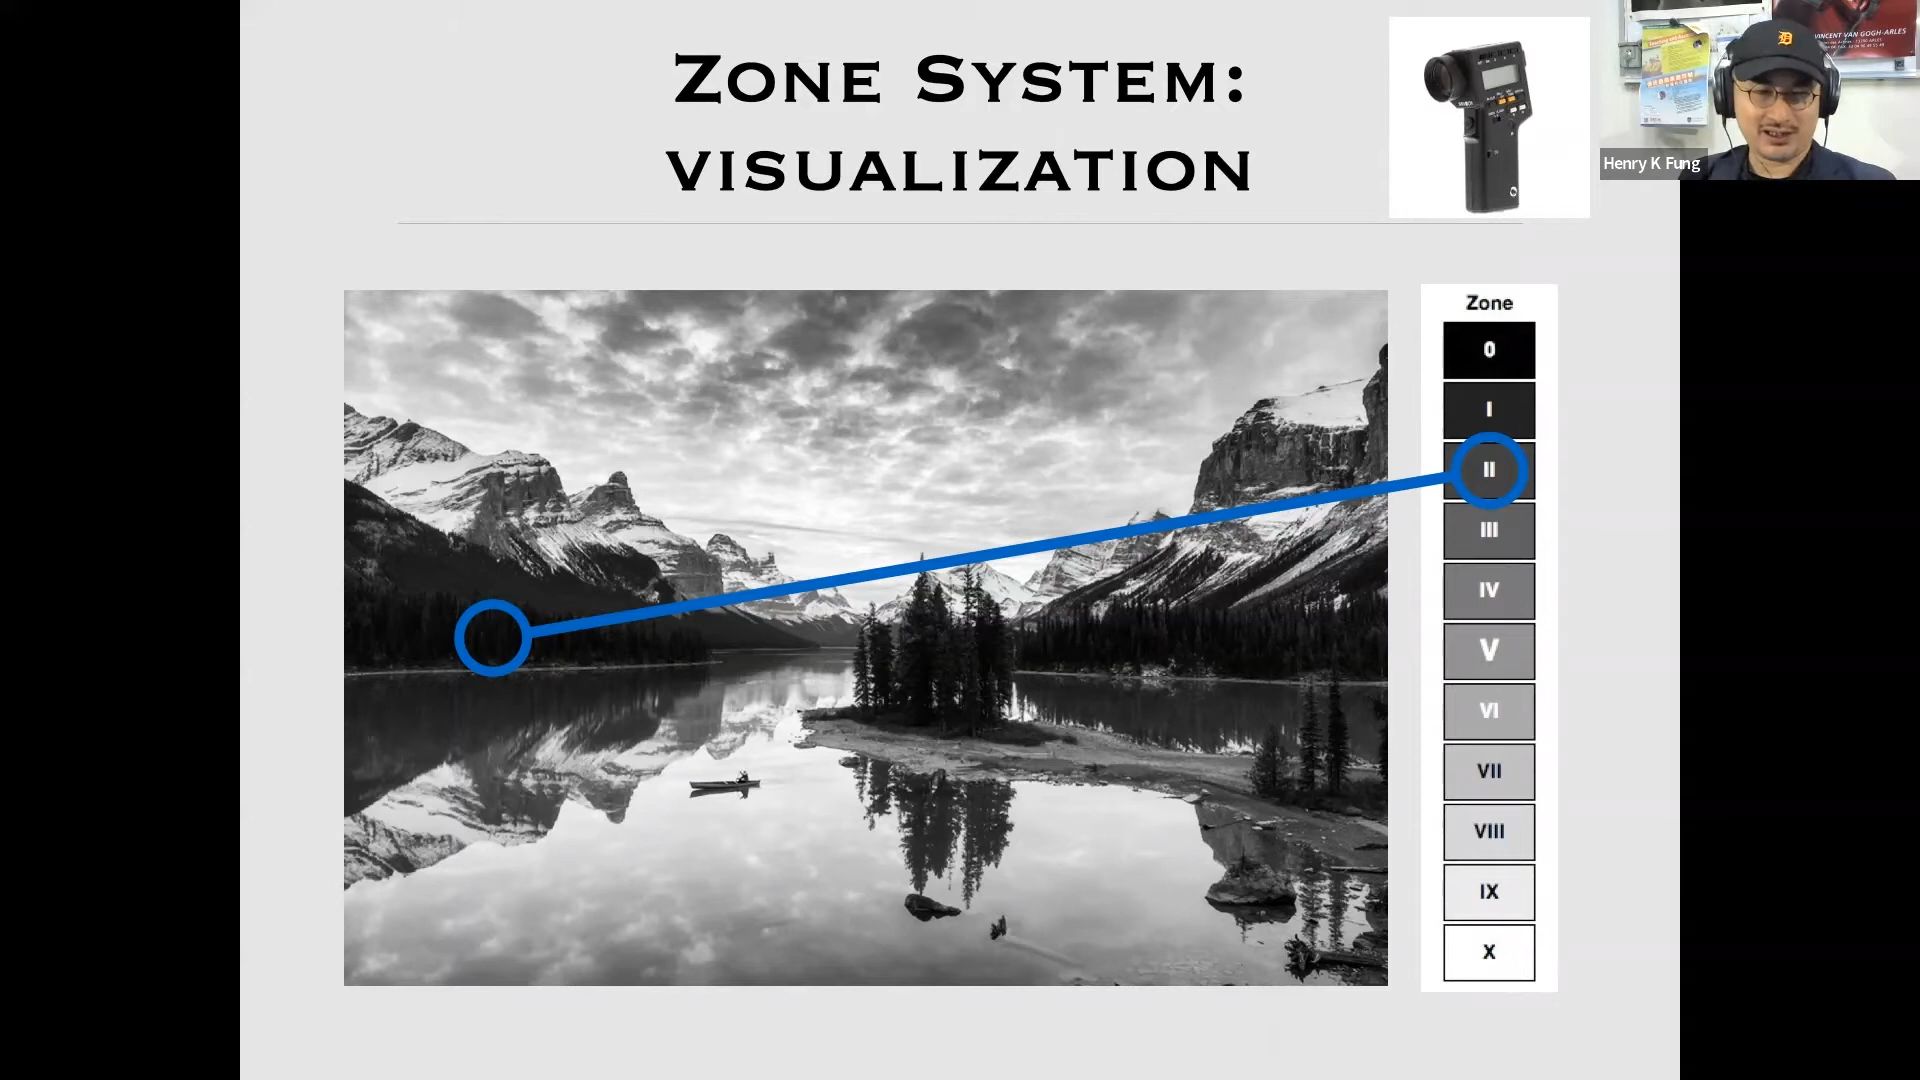 ZONE SYSTEM:
VISUALIZATION
Henry K Fung
VINCENT VAN GOGH-ARLES
D
Zone
0
I
II
III
IV
V
VI
VII
VIII
IX
X